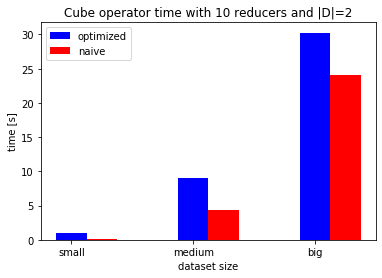 Cube operator time with 10 reducers and |D|=2
optimized
naive
time [s]
30
25
20
15
10
5
0
small medium big
dataset size